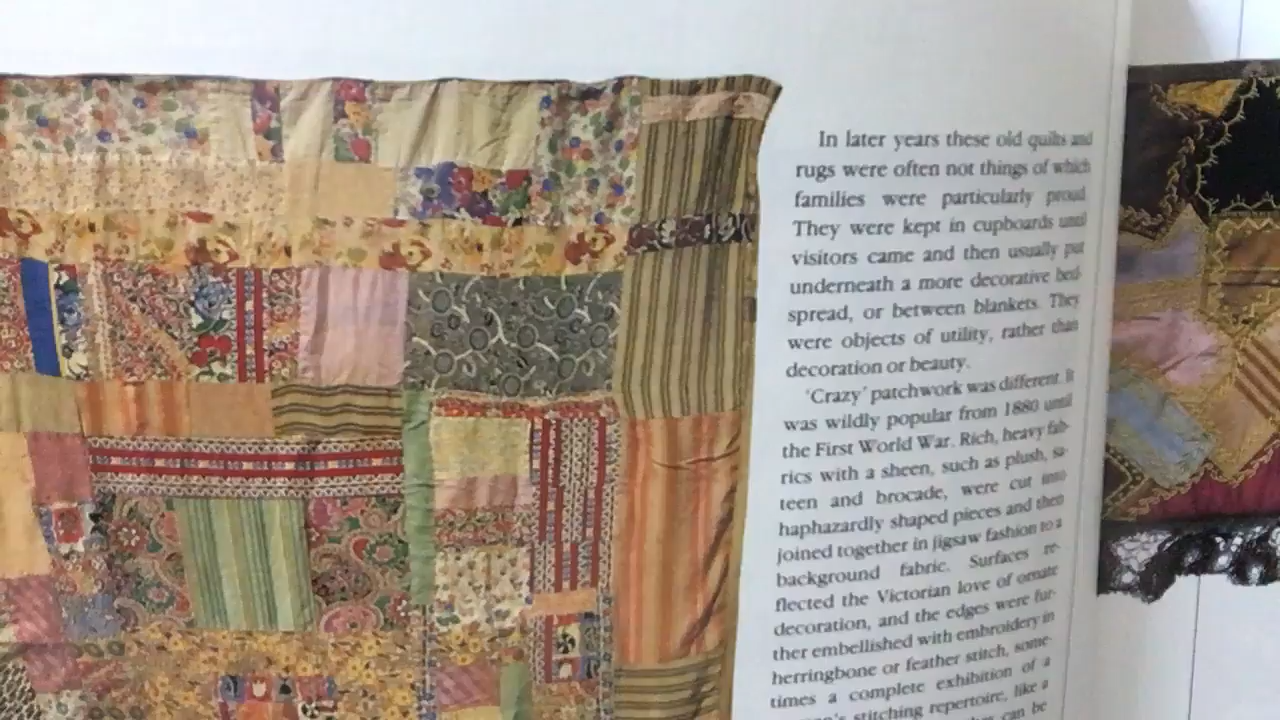 In later years these old quilts and
rugs were often not things of which
families were particularly proud.
They were kept in cupboards until
visitors came and then usually put
underneath a more decorative bed-
spread, or between blankets. They
were objects of utility, rather than
decoration or beauty.
'Crazy' patchwork was different. It
was wildly popular from 1880 until
the First World War. Rich, heavy fab-
rics with a sheen, such as plush, sa-
teen and brocade, were cut into
haphazardly shaped pieces and then
joined together in jigsaw fashion to a
background fabric. Surfaces re-
flected the Victorian love of ornate
decoration, and the edges were fur-
ther embellished with embroidery in
herringbone or feather stitch, some-
times a complete exhibition of a
stitching repertoire, like a
can be